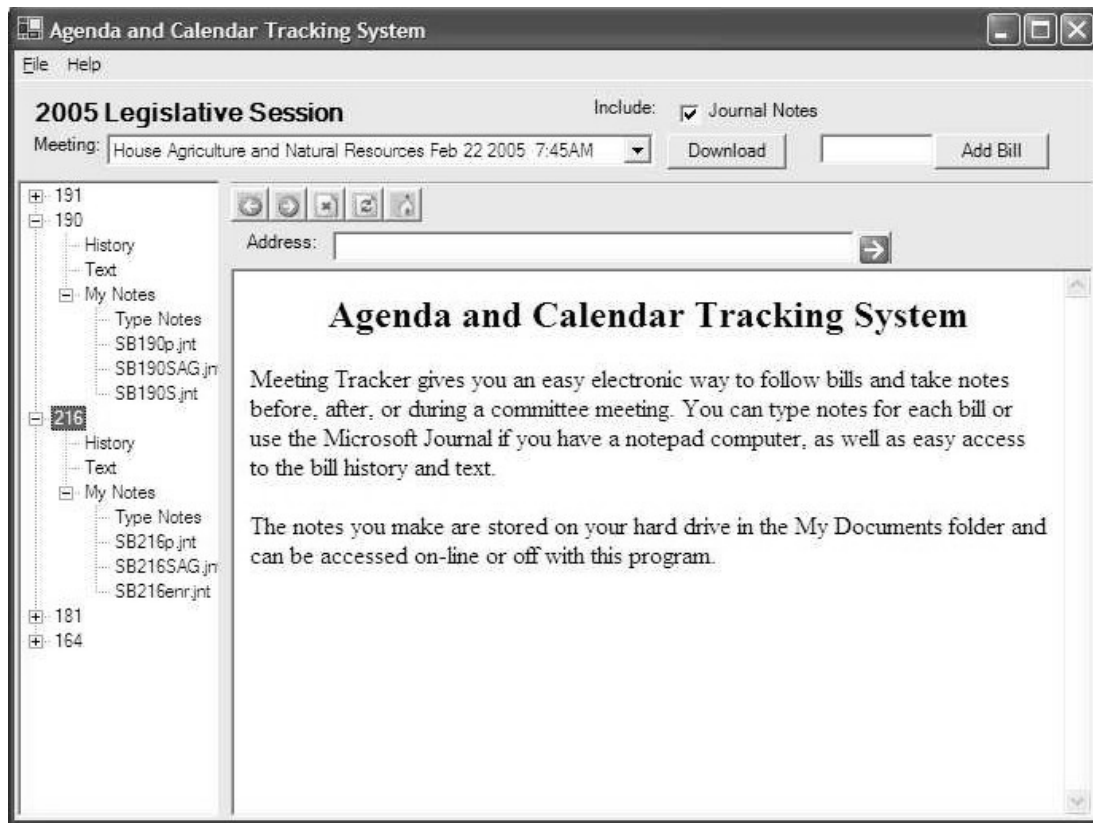 Agenda and Calendar Tracking System
File Help
2005 Legislative Session
Include: Journal Notes
Meeting: House Agriculture and Natural Resources Feb 22 2005 7:45AM Download Add Bill
191
190
History
Text
My Notes
Type Notes
SB190p.jnt
SB190SAG.jn
SB190S.jnt
216
History
Text
My Notes
Type Notes
SB216p.jnt
SB216SAG.jn
SB216enr.jnt
181
164
Address:
Agenda and Calendar Tracking System
Meeting Tracker gives you an easy electronic way to follow bills and take notes
before, after, or during a committee meeting. You can type notes for each bill or
use the Microsoft Journal if you have a notepad computer, as well as easy access
to the bill history and text.
The notes you make are stored on your hard drive in the My Documents folder and
can be accessed on-line or off with this program.